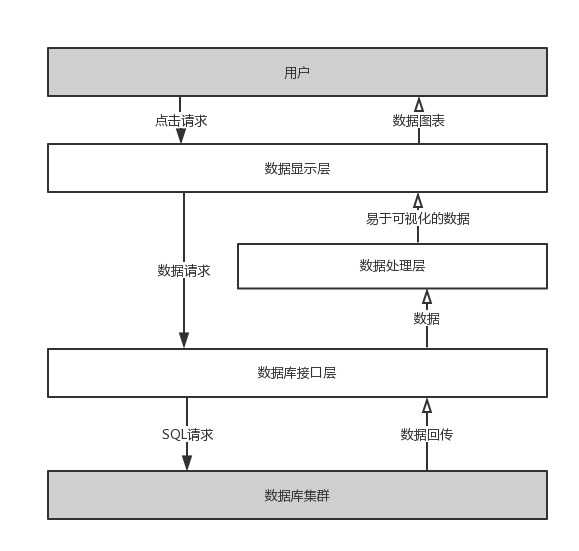 用户
点击请求
数据图表
数据显示层
易于可视化的数据
数据处理层
数据请求
数据
数据库接口层
SQL请求
数据回传
数据库集群